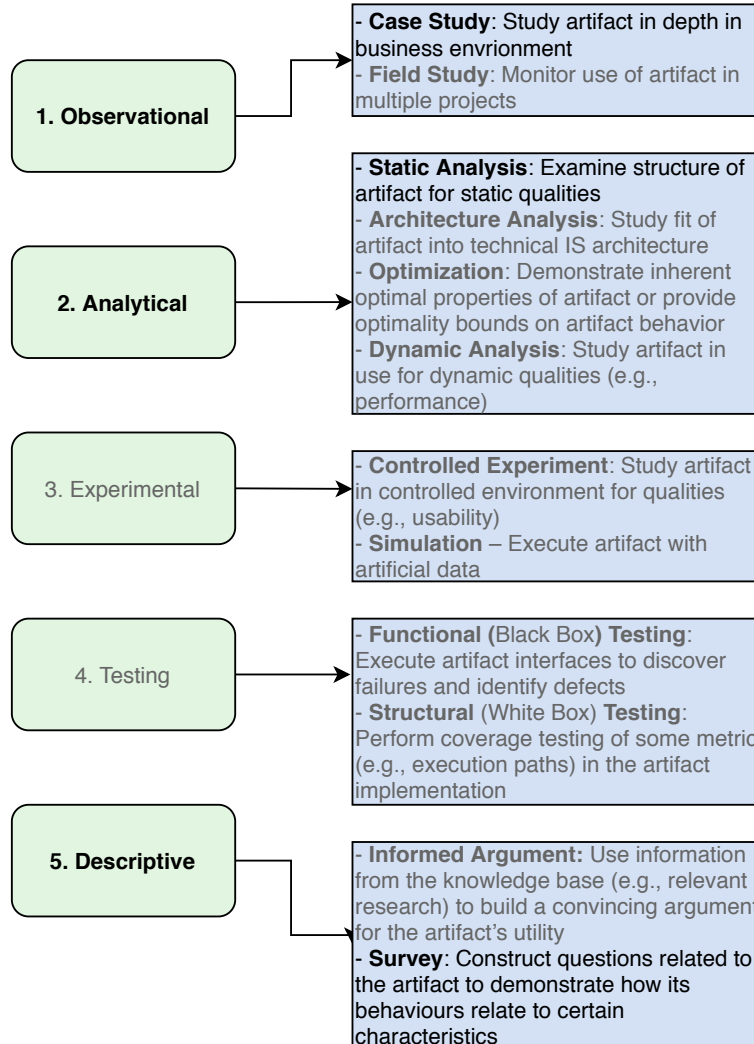 1. Observational
- Case Study: Study artifact in depth in
business envrionment
- Field Study: Monitor use of artifact in
multiple projects
2. Analytical
- Static Analysis: Examine structure of
artifact for static qualities
- Architecture Analysis: Study fit of
artifact into technical IS architecture
- Optimization: Demonstrate inherent
optimal properties of artifact or provide
optimality bounds on artifact behavior
- Dynamic Analysis: Study artifact in
use for dynamic qualities (e.g.,
performance)
3. Experimental
- Controlled Experiment: Study artifact
in controlled environment for qualities
(e.g., usability)
- Simulation – Execute artifact with
artificial data
4. Testing
- Functional (Black Box) Testing:
Execute artifact interfaces to discover
failures and identify defects
- Structural (White Box) Testing:
Perform coverage testing of some metric
(e.g., execution paths) in the artifact
implementation
5. Descriptive
- Informed Argument: Use information
from the knowledge base (e.g., relevant
research) to build a convincing argument
for the artifact's utility
- Survey: Construct questions related to
the artifact to demonstrate how its
behaviours relate to certain
characteristics